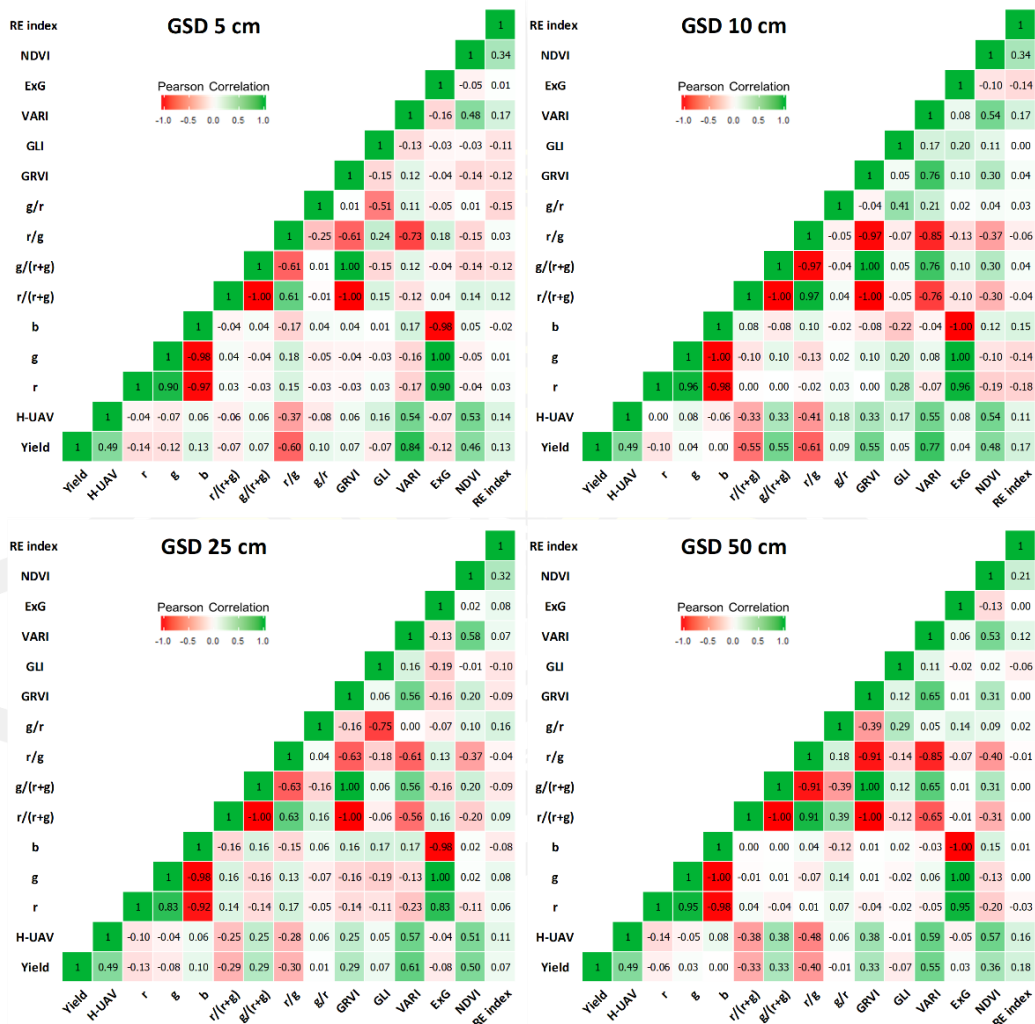 GSD 5 cm
Pearson Correlation
-1.0 -0.5 0.0 0.5 1.0
RE index 1
NDVI 1 0.34
ExG 1 -0.05 0.01
VARI 1 -0.16 0.48 0.17
GLI 1 -0.13 -0.03 -0.03 -0.11
GRVI 1 -0.15 0.12 -0.04 -0.14 -0.12
g/r 1 0.01 -0.51 0.11 -0.05 0.01 -0.15
r/g 1 -0.25 -0.61 0.24 -0.73 0.18 -0.15 0.03
g/(r+g) 1 -0.61 0.01 1.00 -0.15 0.12 -0.04 -0.14 -0.12
r/(r+g) 1 -1.00 0.61 -0.01 -1.00 0.15 -0.12 0.04 0.14 0.12
b 1 -0.04 0.04 -0.17 0.04 0.04 0.01 0.17 -0.98 0.05 -0.02
g 1 -0.98 0.04 -0.04 0.18 -0.05 -0.04 -0.03 -0.16 1.00 -0.05 0.01
r 1 0.90 -0.97 0.03 -0.03 0.15 -0.03 -0.03 0.03 -0.17 0.90 -0.04 0.03
H-UAV 1 -0.04 -0.07 0.06 -0.06 0.06 -0.37 -0.08 0.06 0.16 0.54 -0.07 0.53 0.14
Yield 1 0.49 -0.14 -0.12 0.13 -0.07 0.07 -0.60 0.10 0.07 -0.07 0.84 -0.12 0.46 0.13
Yield H-UAV r g b r/(r+g) g/(r+g) r/g g/r GRVI GLI VARI ExG NDVI RE index
GSD 10 cm
Pearson Correlation
-1.0 -0.5 0.0 0.5 1.0
1
1 0.34
1 -0.10 -0.14
1 0.08 0.54 0.17
1 0.17 0.20 0.11 0.00
1 0.05 0.76 0.10 0.30 0.04
1 -0.04 0.41 0.21 0.02 0.04 0.03
1 -0.05 -0.97 -0.07 -0.85 -0.13 -0.37 -0.06
1 -0.97 -0.04 1.00 0.05 0.76 0.10 0.30 0.04
1 -1.00 0.97 0.04 -1.00 -0.05 -0.76 -0.10 -0.30 -0.04
1 0.08 -0.08 0.10 -0.02 -0.08 -0.22 -0.04 -1.00 0.12 0.15
1 -1.00 -0.10 0.10 -0.13 0.02 0.10 0.20 0.08 1.00 -0.10 -0.14
1 0.96 -0.98 0.00 0.00 -0.02 0.03 0.00 0.28 -0.07 0.96 -0.19 -0.18
1 0.00 0.08 -0.06 -0.33 0.33 -0.41 0.18 0.33 0.17 0.55 0.08 0.54 0.11
1 0.49 -0.10 0.04 0.00 -0.55 0.55 -0.61 0.09 0.55 0.04 0.77 0.04 0.48 0.17
Yield H-UAV r g b r/(r+g) g/(r+g) r/g g/r GRVI GLI VARI ExG NDVI RE index
GSD 25 cm
Pearson Correlation
-1.0 -0.5 0.0 0.5 1.0
RE index 1
NDVI 1 0.32
ExG 1 0.02 0.08
VARI 1 -0.13 0.58 0.07
GLI 1 0.16 -0.19 -0.01 -0.10
GRVI 1 0.06 0.56 -0.16 0.20 -0.09
g/r 1 -0.16 -0.75 0.00 -0.07 0.10 0.16
r/g 1 0.04 -0.63 -0.18 -0.61 0.13 -0.37 -0.04
g/(r+g) 1 -0.63 -0.16 1.00 0.06 0.56 -0.16 0.20 -0.09
r/(r+g) 1 -1.00 0.63 0.16 -1.00 -0.06 -0.56 0.16 -0.20 0.09
b 1 -0.16 0.16 -0.15 0.06 0.16 0.17 0.17 -0.98 0.02 -0.08
g 1 -0.98 0.16 -0.16 0.13 -0.07 -0.16 -0.19 -0.13 1.00 0.02 0.08
r 1 0.83 -0.92 0.14 -0.14 0.17 -0.05 -0.14 -0.11 -0.23 0.83 -0.11 0.06
H-UAV 1 -0.10 -0.04 0.06 -0.25 0.25 -0.28 0.06 0.25 0.05 0.57 -0.04 0.51 0.11
Yield 1 0.49 -0.13 -0.08 0.10 -0.29 0.29 -0.30 0.01 0.29 0.07 0.61 -0.08 0.50 0.07
Yield H-UAV r g b r/(r+g) g/(r+g) r/g g/r GRVI GLI VARI ExG NDVI RE index
GSD 50 cm
Pearson Correlation
-1.0 -0.5 0.0 0.5 1.0
RE index 1
NDVI 1 0.21
ExG 1 -0.13 0.00
VARI 1 0.06 0.53 0.12
GLI 1 0.11 -0.02 0.02 -0.06
GRVI 1 0.12 0.65 0.01 0.31 0.00
g/r 1 -0.39 0.29 0.05 0.14 0.09 0.02
r/g 1 0.18 -0.91 -0.14 -0.85 -0.07 -0.40 -0.01
g/(r+g) 1 -0.91 -0.39 1.00 0.12 0.65 0.01 0.31 0.00
r/(r+g) 1 -1.00 0.91 0.39 -1.00 -0.12 -0.65 -0.01 -0.31 0.00
b 1 0.00 0.00 0.04 -0.12 0.01 0.02 -0.03 -1.00 0.15 0.01
g 1 -1.00 -0.01 0.01 -0.07 0.14 0.01 -0.02 0.06 1.00 -0.13 0.00
r 1 0.95 -0.98 0.04 -0.04 0.01 0.07 -0.04 -0.02 -0.05 0.95 -0.20 -0.03
H-UAV 1 -0.14 -0.05 0.08 -0.38 0.38 -0.48 -0.06 0.38 -0.01 0.59 -0.05 0.57 0.16
Yield 1 0.49 -0.06 0.03 0.00 -0.33 0.33 -0.40 -0.01 0.33 -0.07 0.55 0.03 0.36 0.18
Yield H-UAV r g b r/(r+g) g/(r+g) r/g g/r GRVI GLI VARI ExG NDVI RE index